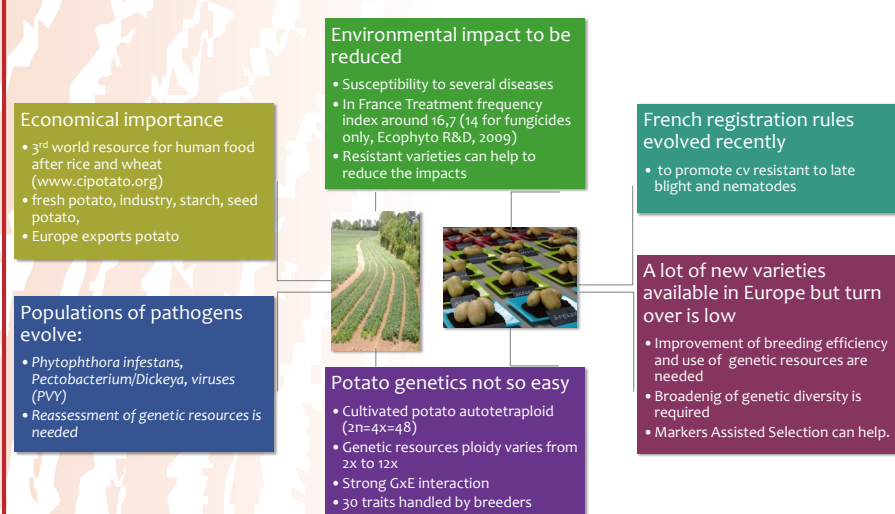 Economical importance
• 3rd world resource for human food
after rice and wheat
(www.cipotato.org)
• fresh potato, industry, starch, seed
potato,
• Europe exports potato
Populations of pathogens
evolve:
• Phytophthora infestans,
Pectobacterium/Dickeya, viruses
(PVY)
• Reassessment of genetic resources is
needed
Environmental impact to be
reduced
• Susceptibility to several diseases
• In France Treatment frequency
index around 16,7 (14 for fungicides
only, Ecophyto R&D, 2009)
• Resistant varieties can help to
reduce the impacts
Potato genetics not so easy
• Cultivated potato autotetraploid
(2n=4x=48)
• Genetic resources ploidy varies from
2x to 12x
• Strong GxE interaction
• 30 traits handled by breeders
French registration rules
evolved recently
• to promote cv resistant to late
blight and nematodes
A lot of new varieties
available in Europe but turn
over is low
• Improvement of breeding efficiency
and use of genetic resources are
needed
• Broadenig of genetic diversity is
required
• Markers Assisted Selection can help.